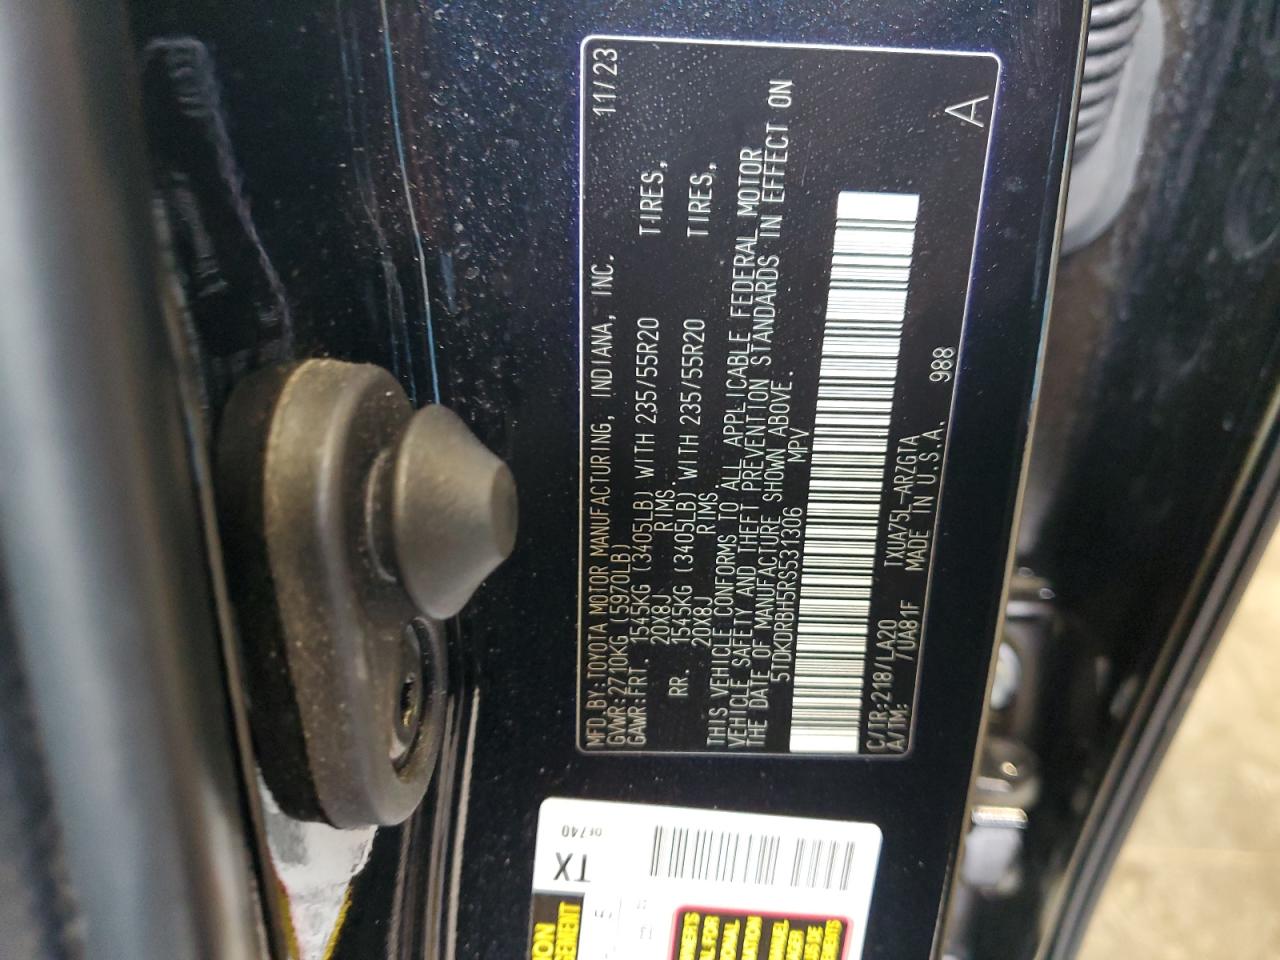 MFD.BY: TOYOTA MOTOR MANUFACTURING, INDIANA, INC. 11/23
GVWR: 2710KG (5970LB)
GAWR: FRT. 1545KG (3405LB) WITH 235/55R20 TIRES,
20X8J RIMS.
RR. 1545KG (3405LB) WITH 235/55R20 TIRES,
20X8J RIMS
THIS VEHICLE CONFORMS TO ALL APPLICABLE FEDERAL MOTOR
VEHICLE SAFETY AND THEFT PREVENTION STANDARDS IN EFFECT ON
THE DATE OF MANUFACTURE SHOWN ABOVE.
5TDKDRBH5RS531306 MPV
C/TR: 218/LA20 TXUA75L-ARZGTA
A/TM: /UA81F MADE IN U.S.A. 988
A
TX
0E740
5